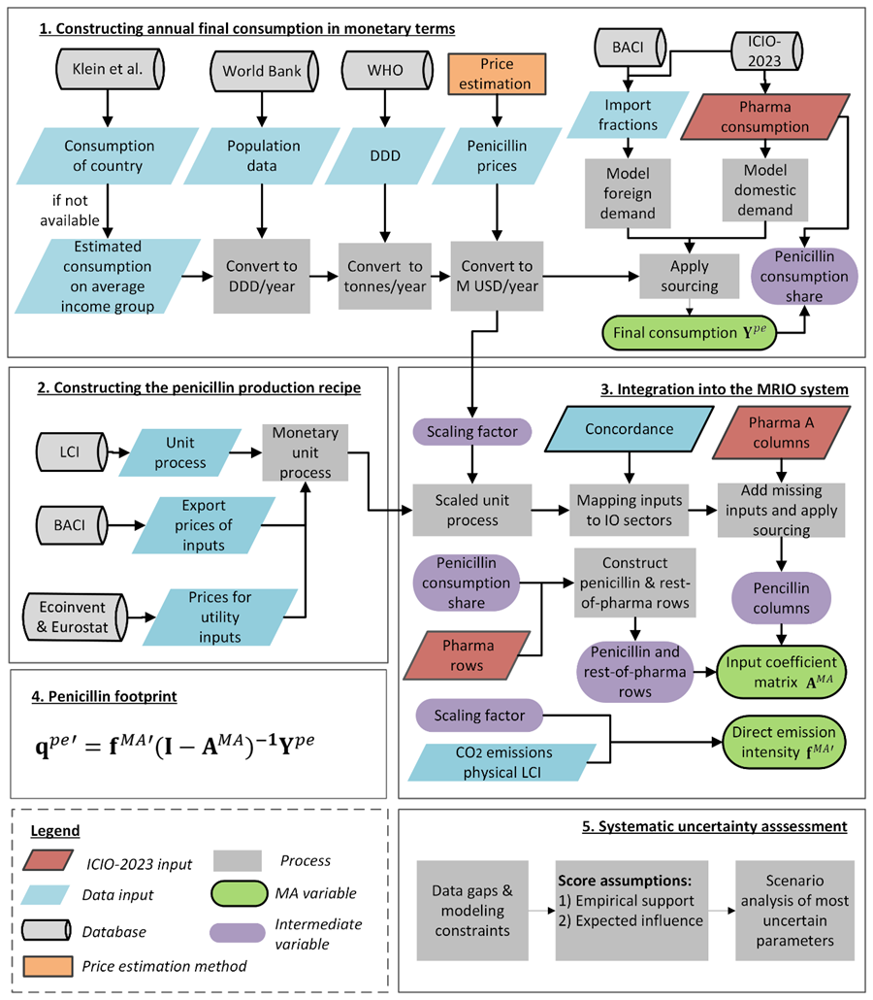 1. Constructing annual final consumption in monetary terms
Klein et al.
World Bank
WHO
Price
estimation
BACI
ICIO-
2023
Consumption
of country
Population
data
DDD
Penicillin
prices
Import
fractions
Pharma
consumption
if not
available
Model
foreign
demand
Model
domestic
demand
Estimated
consumption
on average
income group
Convert to
DDD/year
Convert to
tonnes/year
Convert to
M USD/year
Apply
sourcing
Penicillin
consumption
share
Final consumption Y^pe
2. Constructing the penicillin production recipe
LCI
Unit
process
Monetary
unit
process
BACI
Export
prices of
inputs
Ecoinvent
& Eurostat
Prices for
utility
inputs
3. Integration into the MRIO system
Scaling factor
Concordance
Pharma A
columns
Scaled unit
process
Mapping inputs
to IO sectors
Add missing
inputs and apply
sourcing
Penicillin
consumption
share
Construct
penicillin & rest-
of-pharma rows
Pencillin
columns
Pharma
rows
Penicillin and
rest-of-pharma
rows
Input coefficient
matrix A^MA
Scaling factor
CO2 emissions
physical LCI
Direct emission
intensity f^MA′
4. Penicillin footprint
q^pe′ = f^MA′(I − A^MA)^−1Y^pe
Legend
ICIO-2023 input
Data input
Database
Price estimation method
Process
MA variable
Intermediate
variable
5. Systematic uncertainty asssessment
Data gaps &
modeling
constraints
Score assumptions:
1) Empirical support
2) Expected influence
Scenario
analysis of most
uncertain
parameters